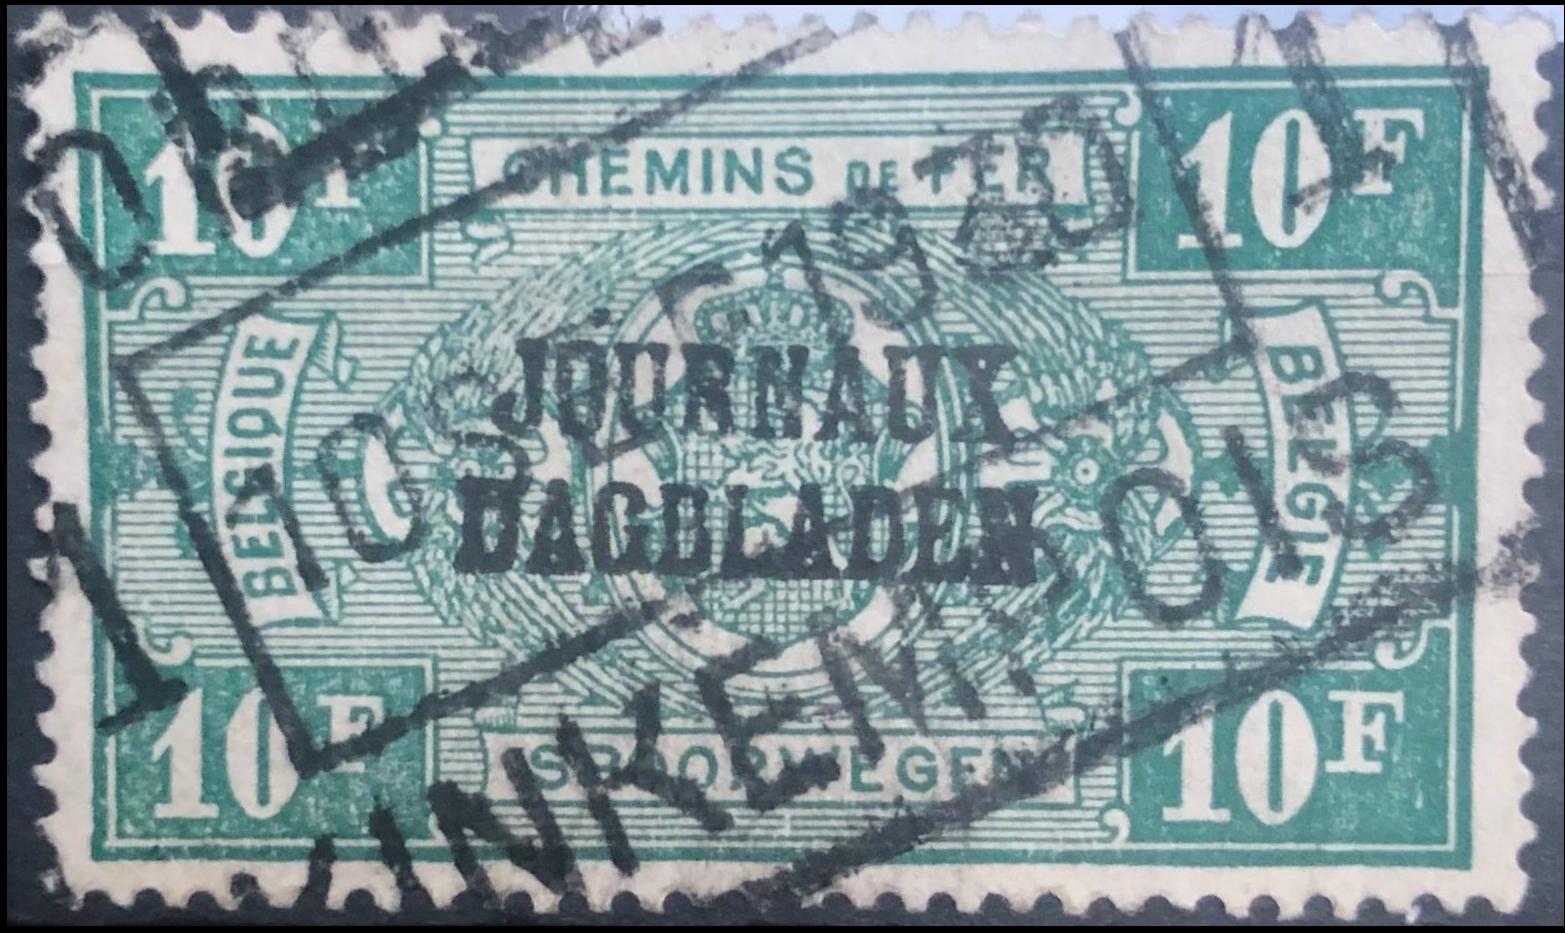 10F
CHEMINS DE FER
10F
BELGIQUE
JOURNAUX
DAGBLADEN
BELGIE
10F
SPOORWEGEN
10F